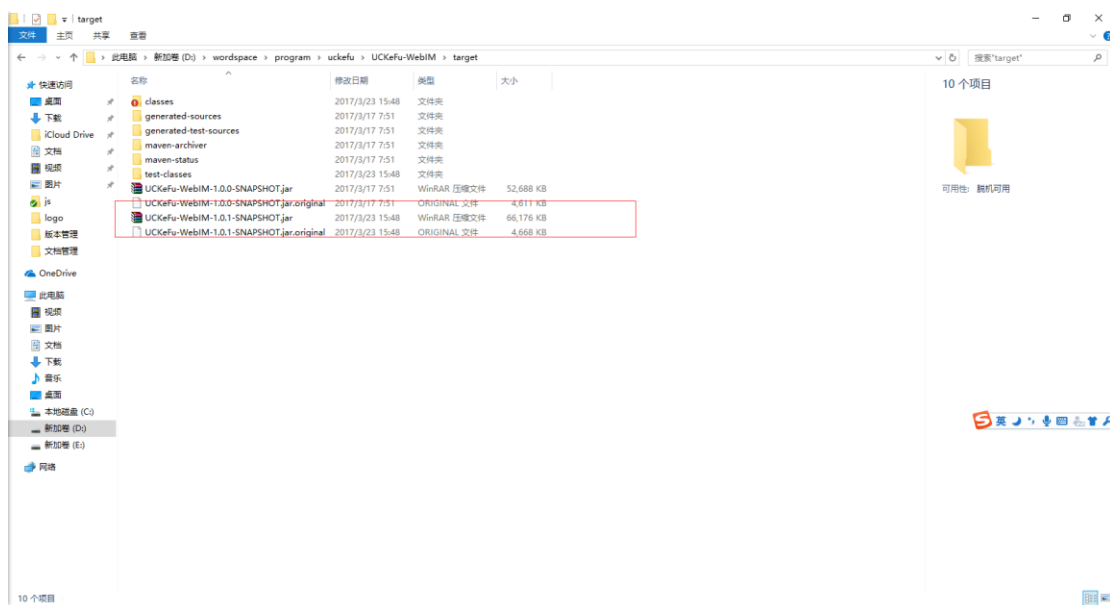 target
文件 主页 共享 查看
此电脑 › 新加卷 (D:) › wordspace › program › uckefu › UCKeFu-WebIM › target
搜索"target"
名称 修改日期 类型 大小
10 个项目
快速访问
桌面
下载
iCloud Drive
文档
视频
图片
js
logo
版本管理
文档管理
OneDrive
此电脑
视频
图片
文档
下载
音乐
桌面
本地磁盘 (C:)
新加卷 (D:)
新加卷 (E:)
网络
classes 2017/3/23 15:48 文件夹
generated-sources 2017/3/17 7:51 文件夹
generated-test-sources 2017/3/17 7:51 文件夹
maven-archiver 2017/3/17 7:51 文件夹
maven-status 2017/3/17 7:51 文件夹
test-classes 2017/3/23 15:48 文件夹
UCKeFu-WebIM-1.0.0-SNAPSHOT.jar 2017/3/17 7:51 WinRAR 压缩文件 52,688 KB
UCKeFu-WebIM-1.0.0-SNAPSHOT.jar.original 2017/3/17 7:51 ORIGINAL 文件 4,611 KB
UCKeFu-WebIM-1.0.1-SNAPSHOT.jar 2017/3/23 15:48 WinRAR 压缩文件 66,176 KB
UCKeFu-WebIM-1.0.1-SNAPSHOT.jar.original 2017/3/23 15:48 ORIGINAL 文件 4,668 KB
可用性: 脱机可用
英
10 个项目